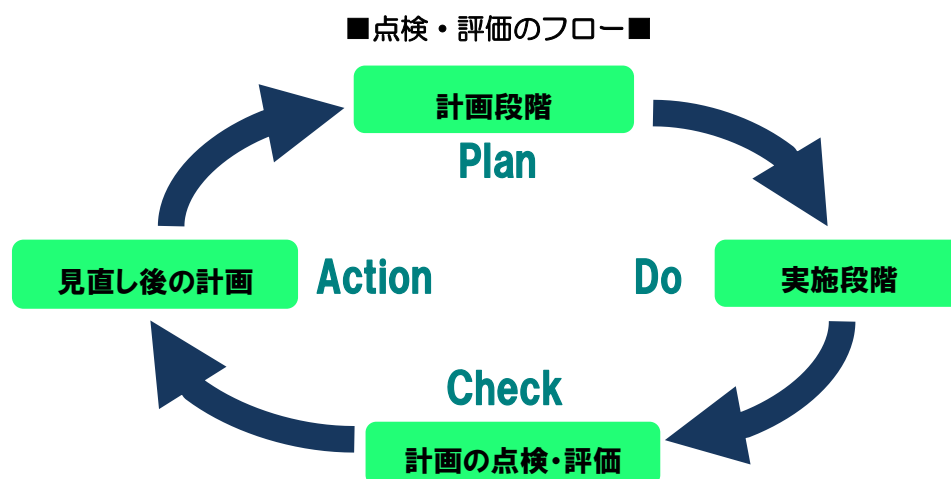 ■点検・評価のフロー■
計画段階
Plan
見直し後の計画
Action
Do
実施段階
Check
計画の点検・評価